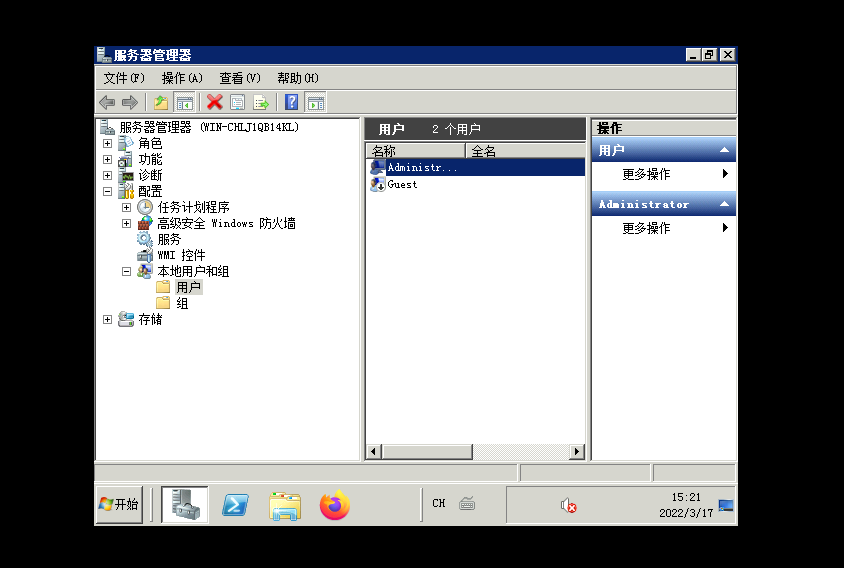 服务器管理器
文件(F) 操作(A) 查看(V) 帮助(H)
服务器管理器 (WIN-CHLJ1QB14KL)
角色
功能
诊断
配置
任务计划程序
高级安全 Windows 防火墙
服务
WMI 控件
本地用户和组
用户
组
存储
用户 2 个用户
名称 全名
Administr...
Guest
操作
用户
更多操作
Administrator
更多操作
开始
CH
15:21
2022/3/17